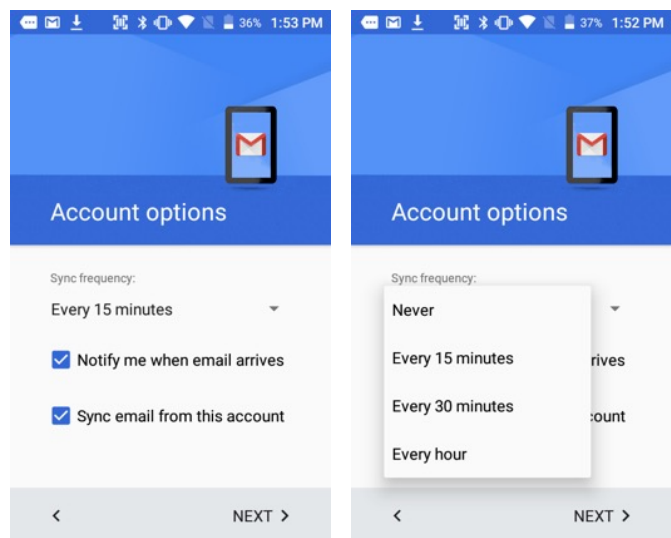 36% 1:53 PM
Account options
Sync frequency:
Every 15 minutes
Notify me when email arrives
Sync email from this account
NEXT
37% 1:52 PM
Account options
Sync frequency:
Never
Every 15 minutes
rives
Every 30 minutes
count
Every hour
NEXT